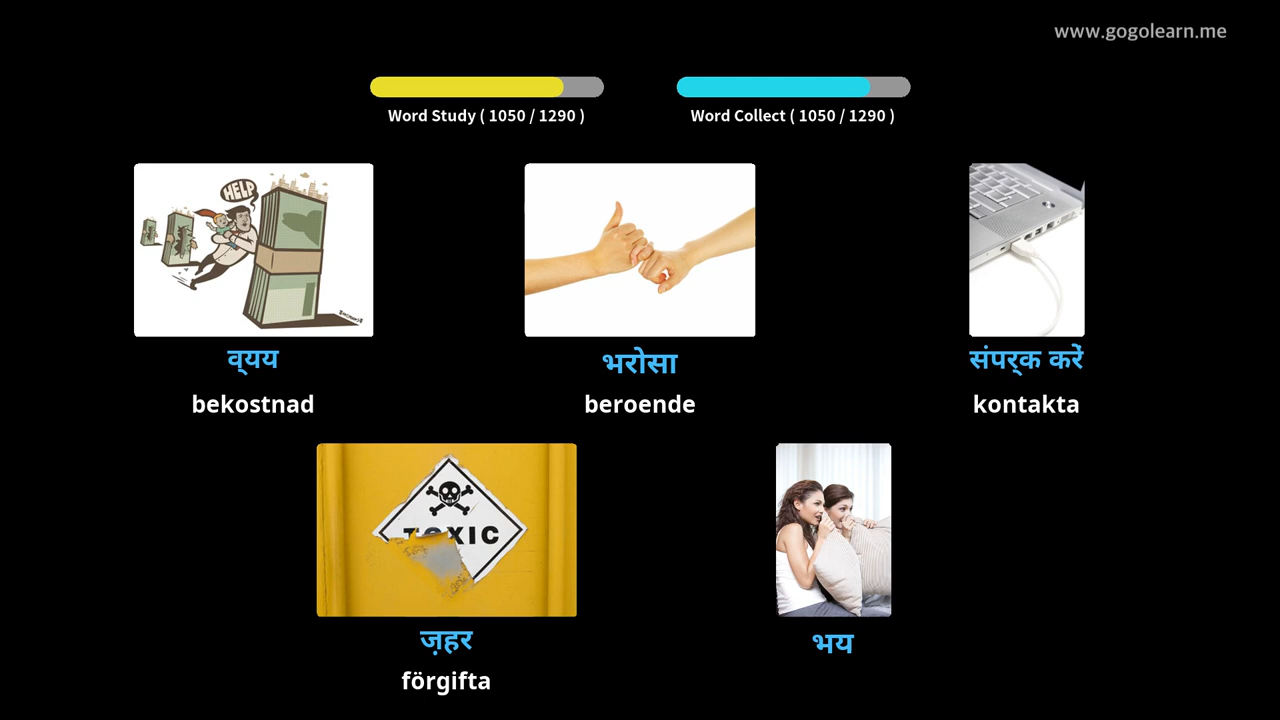 www.gogolearn.me
Word Study ( 1050 / 1290 )
Word Collect ( 1050 / 1290 )
HELP
व्यय
भरोसा
संपर्क करें
bekostnad
beroende
kontakta
TOXIC
ज़हर
भय
förgifta